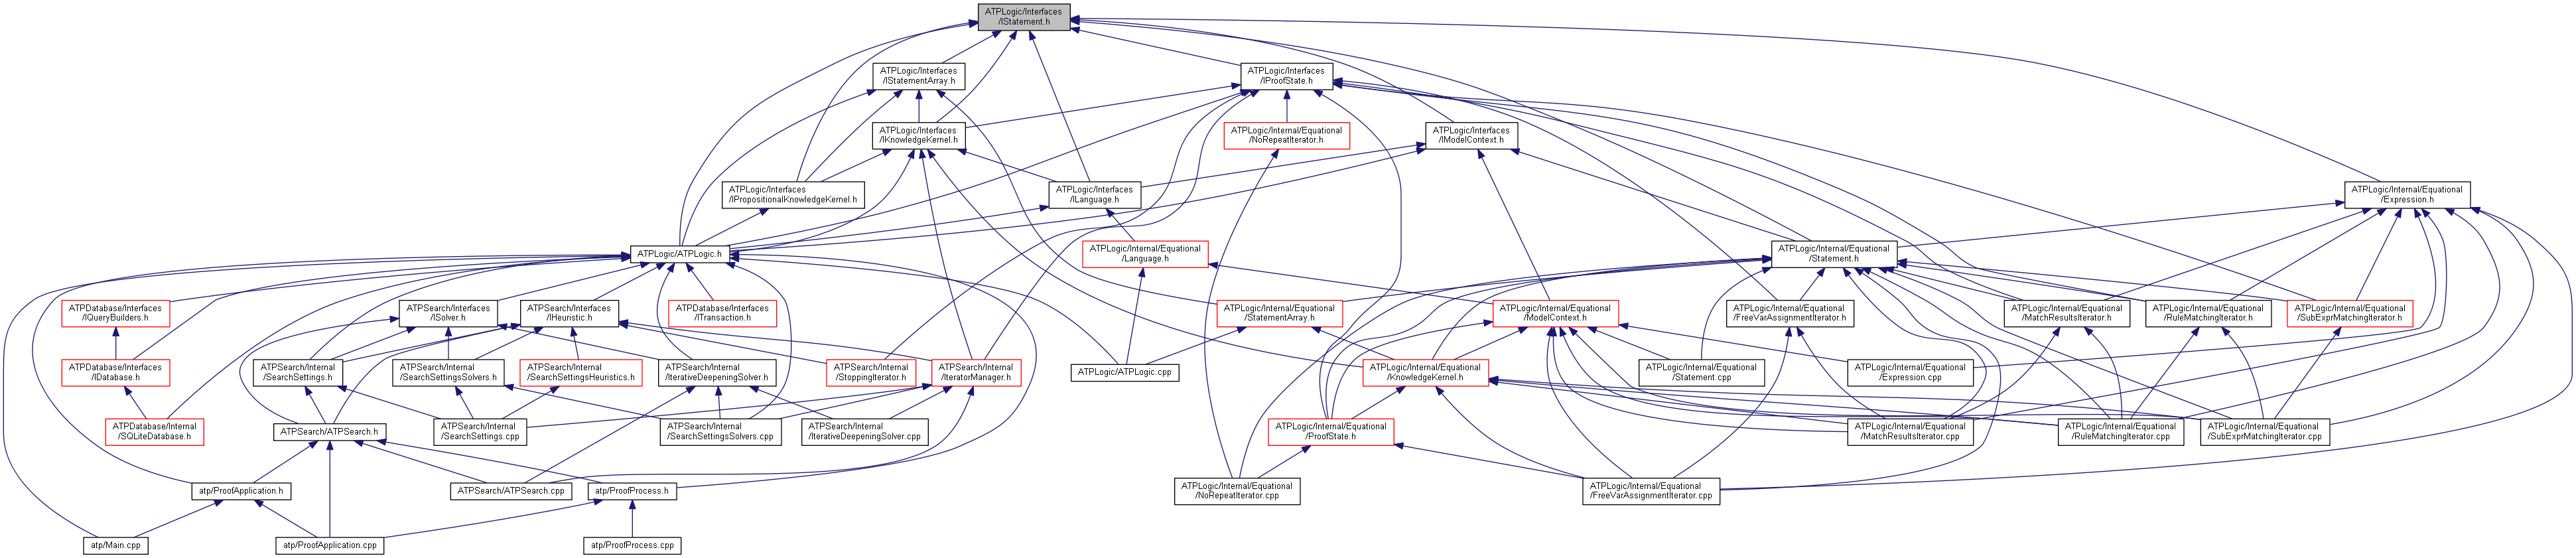 ATPLogic/Interfaces
/IStatement.h
ATPLogic/Interfaces
/IStatementArray.h
ATPLogic/Interfaces
/IProofState.h
ATPLogic/Interfaces
/IKnowledgeKernel.h
ATPLogic/Internal/Equational
/NoRepeatIterator.h
ATPLogic/Interfaces
/IModelContext.h
ATPLogic/Interfaces
/IPropositionalKnowledgeKernel.h
ATPLogic/Interfaces
/ILanguage.h
ATPLogic/Internal/Equational
/Expression.h
ATPLogic/ATPLogic.h
ATPLogic/Internal/Equational
/Language.h
ATPLogic/Internal/Equational
/Statement.h
ATPDatabase/Interfaces
/IQueryBuilders.h
ATPSearch/Interfaces
/ISolver.h
ATPSearch/Interfaces
/IHeuristic.h
ATPDatabase/Interfaces
/ITransaction.h
ATPLogic/Internal/Equational
/StatementArray.h
ATPLogic/Internal/Equational
/ModelContext.h
ATPLogic/Internal/Equational
/FreeVarAssignmentIterator.h
ATPLogic/Internal/Equational
/MatchResultsIterator.h
ATPLogic/Internal/Equational
/RuleMatchingIterator.h
ATPLogic/Internal/Equational
/SubExprMatchingIterator.h
ATPDatabase/Interfaces
/IDatabase.h
ATPSearch/Internal
/SearchSettings.h
ATPSearch/Internal
/SearchSettingsSolvers.h
ATPSearch/Internal
/SearchSettingsHeuristics.h
ATPSearch/Internal
/IterativeDeepeningSolver.h
ATPSearch/Internal
/StoppingIterator.h
ATPSearch/Internal
/IteratorManager.h
ATPLogic/ATPLogic.cpp
ATPLogic/Internal/Equational
/KnowledgeKernel.h
ATPLogic/Internal/Equational
/Statement.cpp
ATPLogic/Internal/Equational
/Expression.cpp
ATPDatabase/Internal
/SQLiteDatabase.h
ATPSearch/ATPSearch.h
ATPSearch/Internal
/SearchSettings.cpp
ATPSearch/Internal
/SearchSettingsSolvers.cpp
ATPSearch/Internal
/IterativeDeepeningSolver.cpp
ATPLogic/Internal/Equational
/ProofState.h
ATPLogic/Internal/Equational
/MatchResultsIterator.cpp
ATPLogic/Internal/Equational
/RuleMatchingIterator.cpp
ATPLogic/Internal/Equational
/SubExprMatchingIterator.cpp
atp/ProofApplication.h
ATPSearch/ATPSearch.cpp
atp/ProofProcess.h
ATPLogic/Internal/Equational
/NoRepeatIterator.cpp
ATPLogic/Internal/Equational
/FreeVarAssignmentIterator.cpp
atp/Main.cpp
atp/ProofApplication.cpp
atp/ProofProcess.cpp